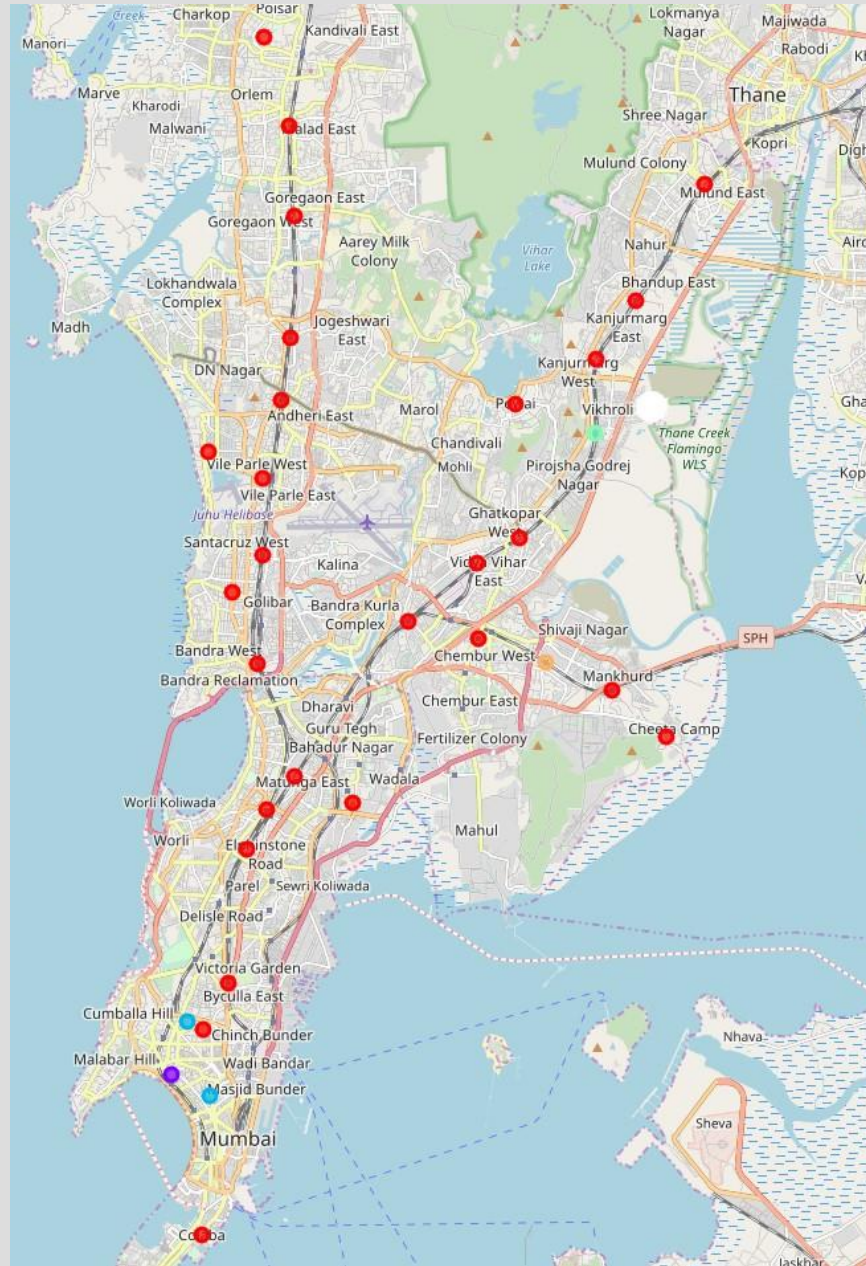 Poisar
Charkop
Creek
Kandivali East
Lokmanya
Nagar
Majiwada
Rabodi
Manori
Marve
Orlem
Kharodi
Malwani
Malad East
Thane
Shree Nagar
Kopri
Mulund Colony
Mulund East
Goregaon East
Goregaon West
Aarey Milk
Colony
Vihar
Lake
Nahur
Lokhandwala
Complex
Bhandup East
Madh
Jogeshwari
East
Kanjurmarg
East
DN Nagar
Kanjurmarg
West
Andheri East
Marol
Powai
Vikhroli
Chandivali
Thane Creek
Flamingo
WLS
Vile Parle West
Mohli
Pirojsha Godrej
Nagar
Vile Parle East
Juhu Helibase
Ghatkopar
West
Santacruz West
Kalina
Vidya Vihar
East
Golibar
Bandra Kurla
Complex
Shivaji Nagar
SPH
Bandra West
Chembur West
Bandra Reclamation
Mankhurd
Dharavi
Chembur East
Guru Tegh
Bahadur Nagar
Fertilizer Colony
Cheeta Camp
Matunga East
Wadala
Worli Koliwada
Worli
Mahul
Elphinstone
Road
Parel
Sewri Koliwada
Delisle Road
Victoria Garden
Byculla East
Cumballa Hill
Chinch Bunder
Nhava
Malabar Hill
Wadi Bandar
Masjid Bunder
Sheva
Mumbai
Colaba
Jaskhar